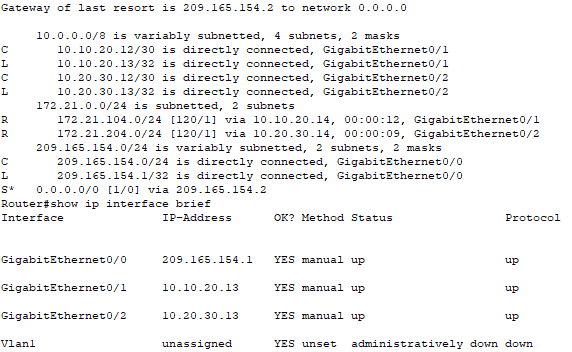 Gateway of last resort is 209.165.154.2 to network 0.0.0.0
10.0.0.0/8 is variably subnetted, 4 subnets, 2 masks
C 10.10.20.12/30 is directly connected, GigabitEthernet0/1
L 10.10.20.13/32 is directly connected, GigabitEthernet0/1
C 10.20.30.12/30 is directly connected, GigabitEthernet0/2
L 10.20.30.13/32 is directly connected, GigabitEthernet0/2
172.21.0.0/24 is subnetted, 2 subnets
R 172.21.104.0/24 [120/1] via 10.10.20.14, 00:00:12, GigabitEthernet0/1
R 172.21.204.0/24 [120/1] via 10.20.30.14, 00:00:09, GigabitEthernet0/2
209.165.154.0/24 is variably subnetted, 2 subnets, 2 masks
C 209.165.154.0/24 is directly connected, GigabitEthernet0/0
L 209.165.154.1/32 is directly connected, GigabitEthernet0/0
S* 0.0.0.0/0 [1/0] via 209.165.154.2
Router#show ip interface brief
Interface IP-Address OK? Method Status Protocol
GigabitEthernet0/0 209.165.154.1 YES manual up up
GigabitEthernet0/1 10.10.20.13 YES manual up up
GigabitEthernet0/2 10.20.30.13 YES manual up up
Vlan1 unassigned YES unset administratively down down